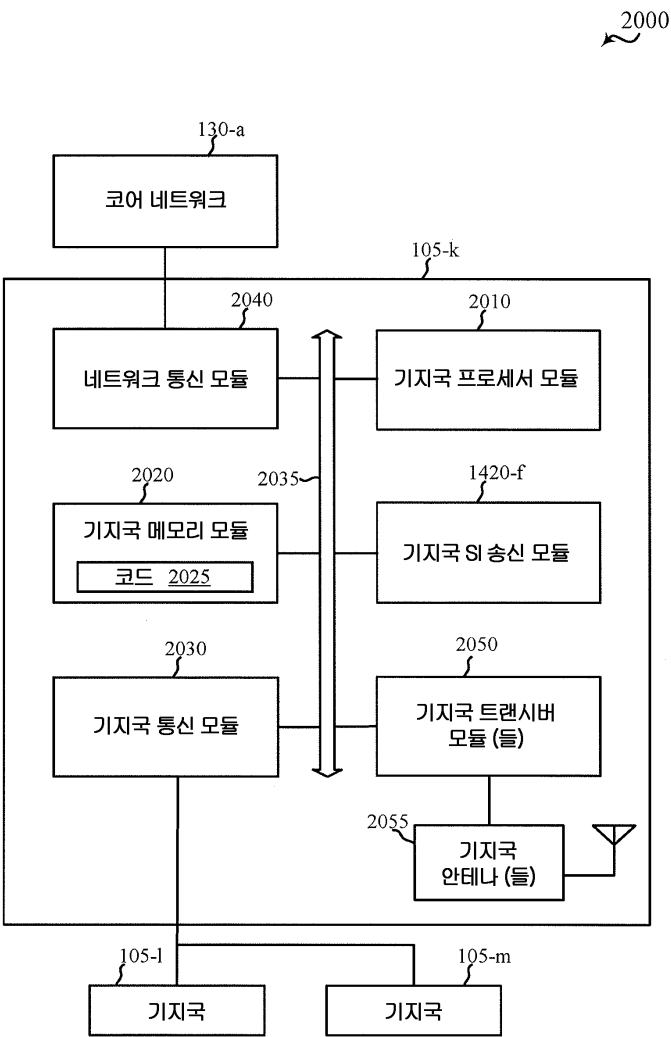 2000
130-a
코어 네트워크
105-k
2040
네트워크 통신 모듈
2010
기지국 프로세서 모듈
2035
2020
기지국 메모리 모듈
코드 2025
1420-f
기지국 SI 송신 모듈
2030
기지국 통신 모듈
2050
기지국 트랜시버
모듈 (들)
2055
기지국
안테나 (들)
105-l
기지국
105-m
기지국